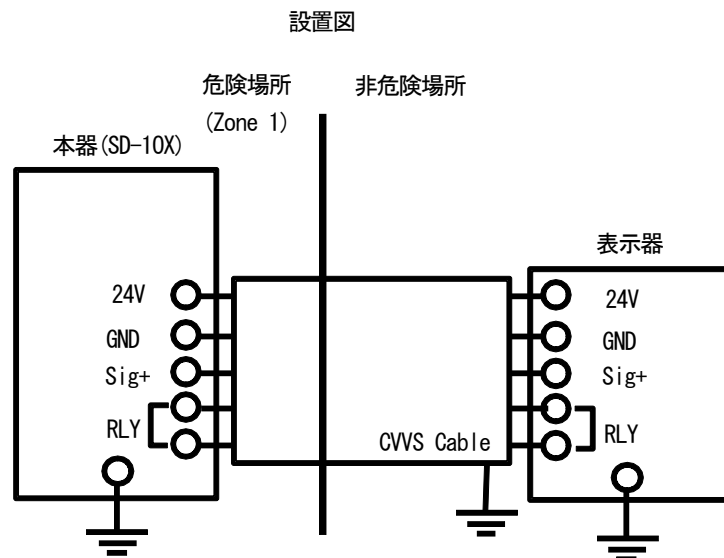 設置図
危険場所
(Zone 1)
非危険場所
本器(SD-10X)
24V
GND
Sig+
RLY
CVVS Cable
表示器
24V
GND
Sig+
RLY